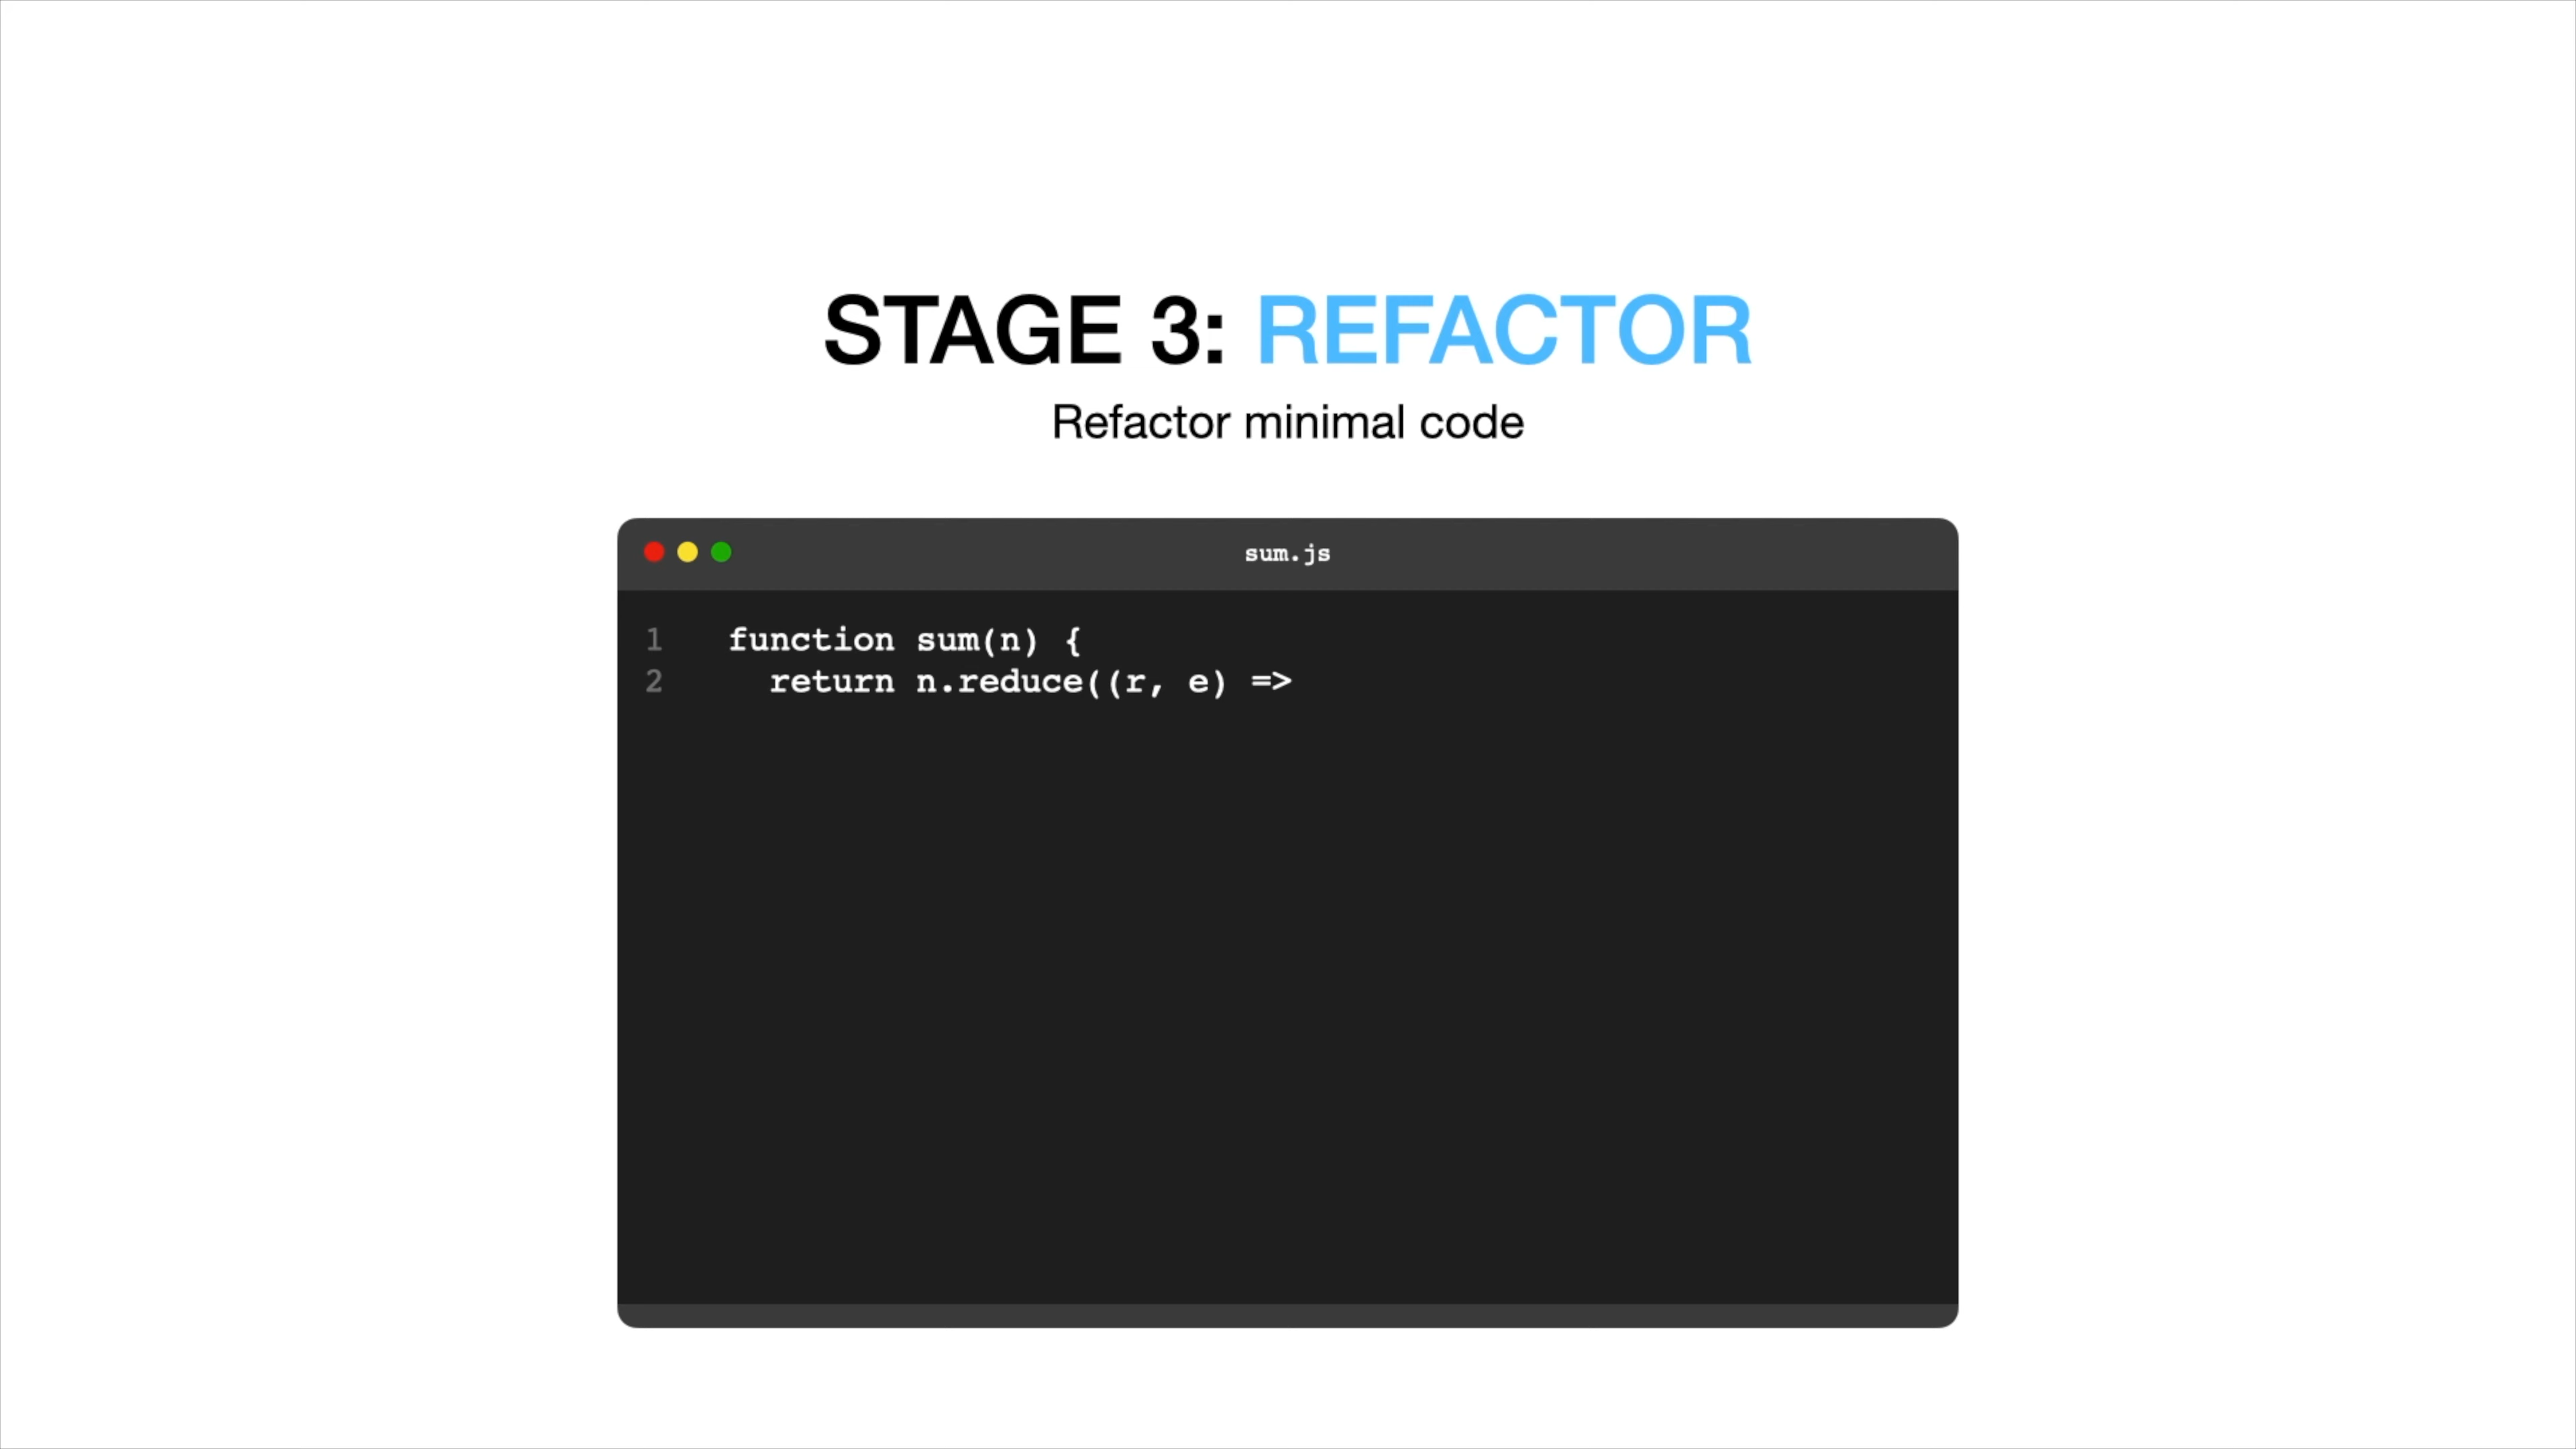 STAGE 3: REFACTOR
Refactor minimal code
sum.js
1 function sum(n) {
2 return n.reduce((r, e) =>